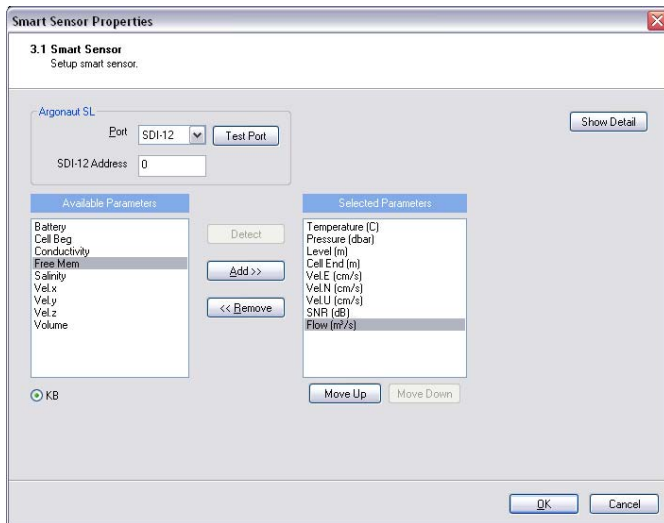 Smart Sensor Properties
3.1 Smart Sensor
Setup smart sensor.
Argonaut SL
Port SDI-12 Test Port
Show Detail
SDI-12 Address 0
Available Parameters
Battery
Cell Beg
Conductivity
Free Mem
Salinity
Vel.x
Vel.y
Vel.z
Volume
KB
Detect
Add >>
<< Remove
Selected Parameters
Temperature (C)
Pressure (dbar)
Level (m)
Cell End (m)
Vel.E (cm/s)
Vel.N (cm/s)
Vel.U (cm/s)
SNR (dB)
Flow (m³/s)
Move Up Move Down
OK Cancel